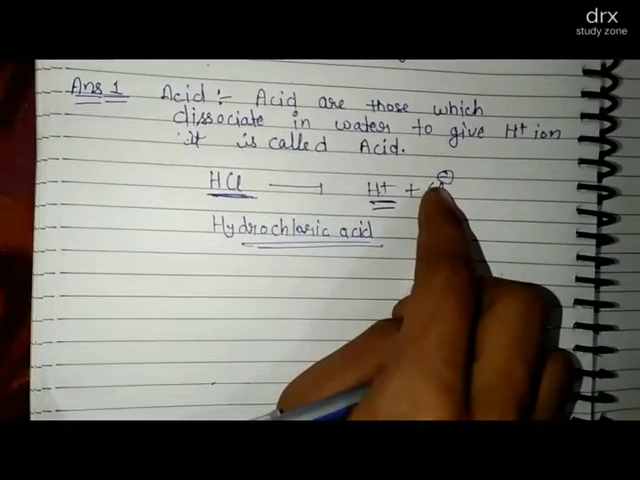 drx
study zone
Ans 1 Acid :- Acid are those which
dissociate in water to give H+ ion
it is called Acid.
HCl → H+ +
Hydrochloric acid